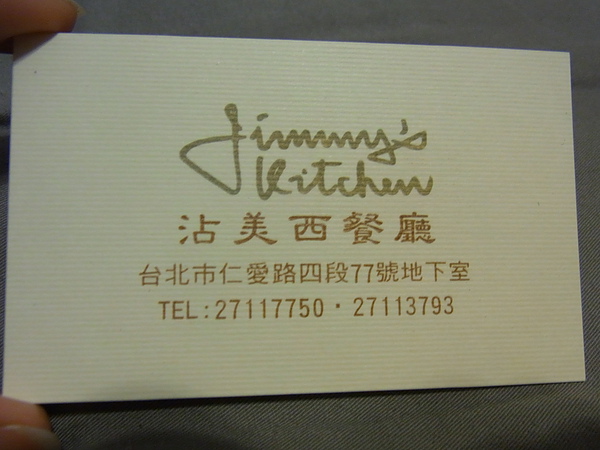 Jimmy's
Kitchen
沾美西餐廳
台北市仁愛路四段77號地下室
TEL:27117750・27113793